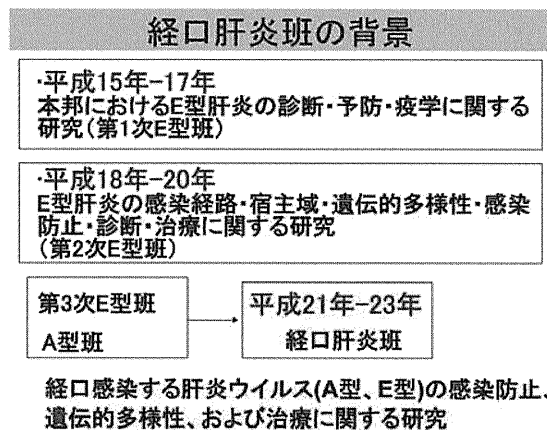 経口肝炎班の背景
・平成15年−17年
本邦におけるE型肝炎の診断・予防・疫学に関する
研究(第1次E型班)
・平成18年−20年
E型肝炎の感染経路・宿主域・遺伝的多様性・感染
防止・診断・治療に関する研究
(第2次E型班)
第3次E型班
A型班
平成21年−23年
経口肝炎班
経口感染する肝炎ウイルス(A型、E型)の感染防止、
遺伝的多様性、および治療に関する研究